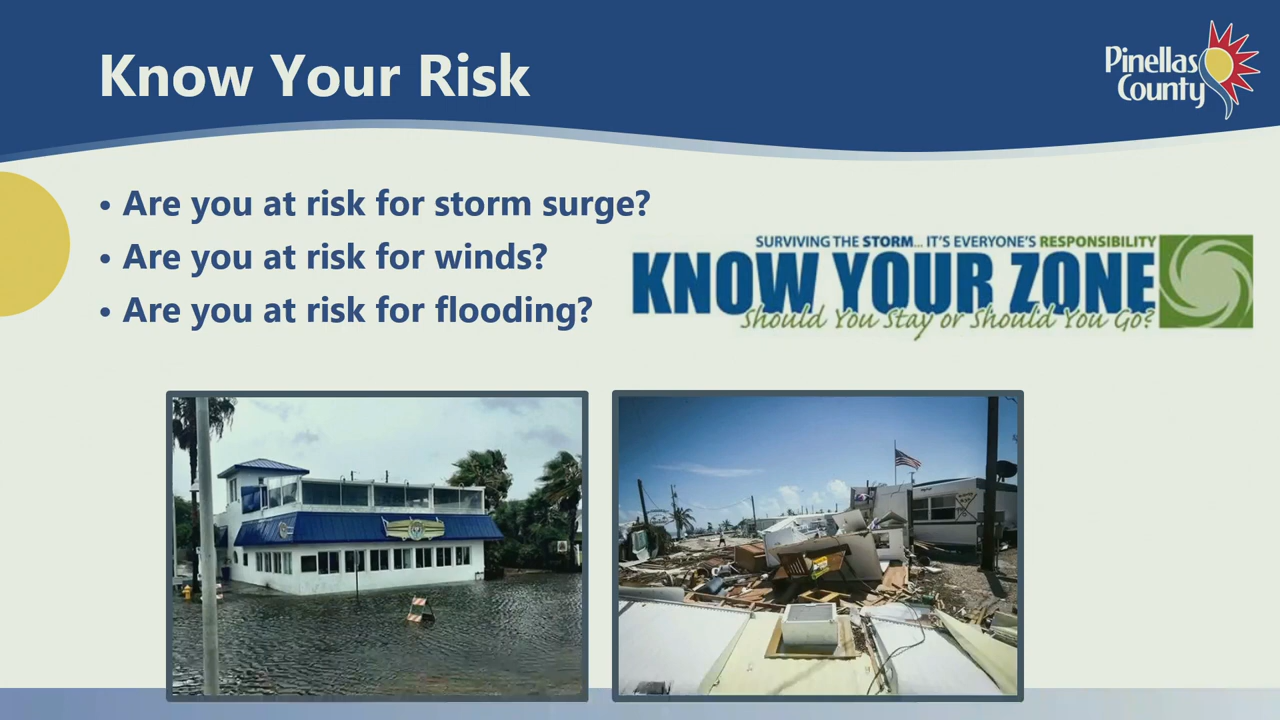 Know Your Risk
Pinellas
County
• Are you at risk for storm surge?
• Are you at risk for winds?
• Are you at risk for flooding?
SURVIVING THE STORM... IT'S EVERYONE'S RESPONSIBILITY
KNOW YOUR ZONE
Should You Stay or Should You Go?